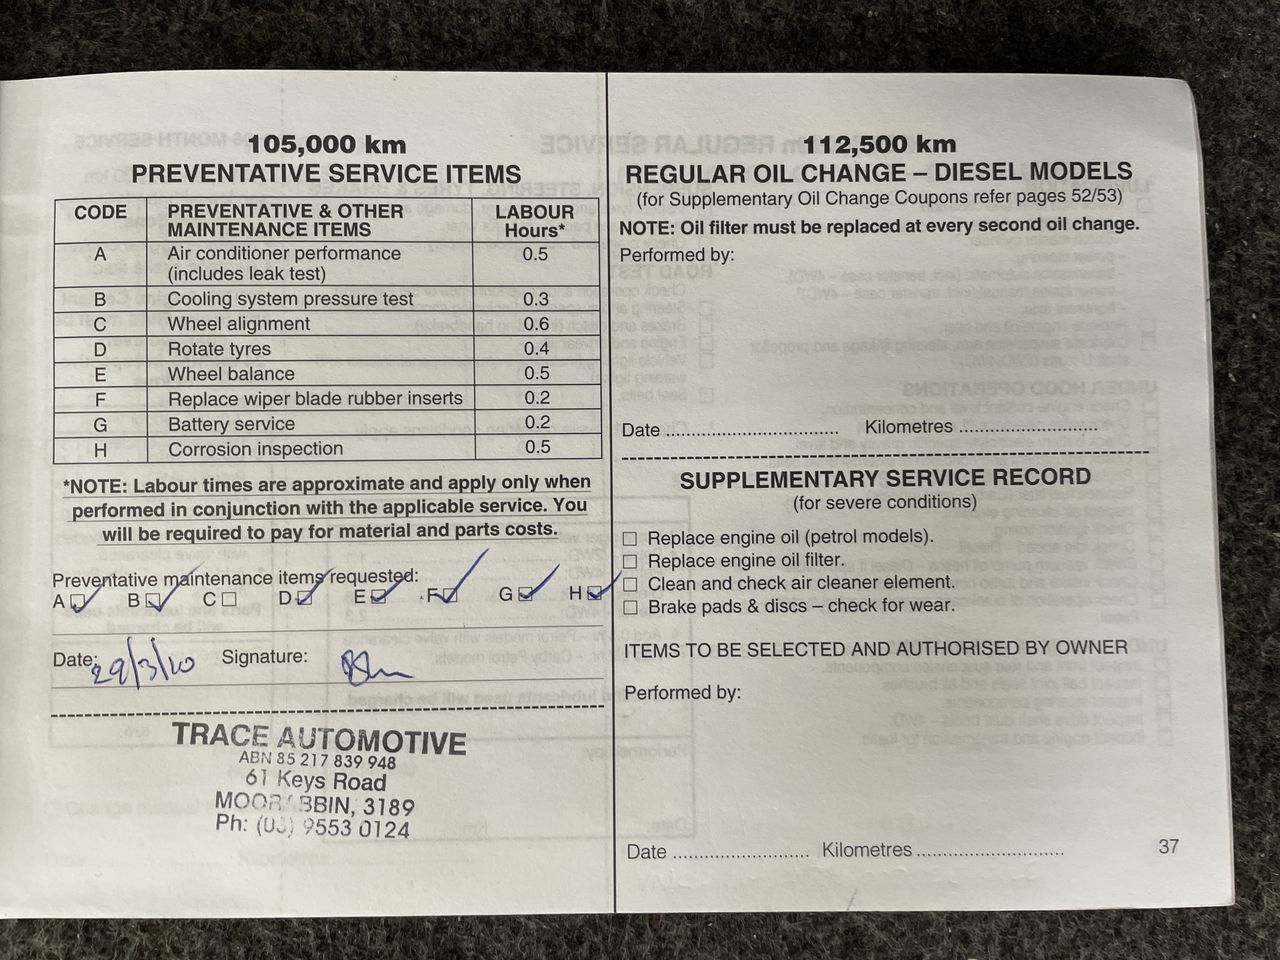 105,000 km
PREVENTATIVE SERVICE ITEMS
CODE PREVENTATIVE & OTHER MAINTENANCE ITEMS LABOUR Hours*
A Air conditioner performance (includes leak test) 0.5
B Cooling system pressure test 0.3
C Wheel alignment 0.6
D Rotate tyres 0.4
E Wheel balance 0.5
F Replace wiper blade rubber inserts 0.2
G Battery service 0.2
H Corrosion inspection 0.5
*NOTE: Labour times are approximate and apply only when
performed in conjunction with the applicable service. You
will be required to pay for material and parts costs.
Preventative maintenance items requested:
A B C D E F G H
Date: 29/3/10 Signature:
TRACE AUTOMOTIVE
ABN 85 217 839 948
61 Keys Road
MOORABBIN, 3189
Ph: (03) 9553 0124
112,500 km
REGULAR OIL CHANGE – DIESEL MODELS
(for Supplementary Oil Change Coupons refer pages 52/53)
NOTE: Oil filter must be replaced at every second oil change.
Performed by:
Date .................................. Kilometres ...........................
SUPPLEMENTARY SERVICE RECORD
(for severe conditions)
Replace engine oil (petrol models).
Replace engine oil filter.
Clean and check air cleaner element.
Brake pads & discs – check for wear.
ITEMS TO BE SELECTED AND AUTHORISED BY OWNER
Performed by:
Date ........................... Kilometres .............................
37